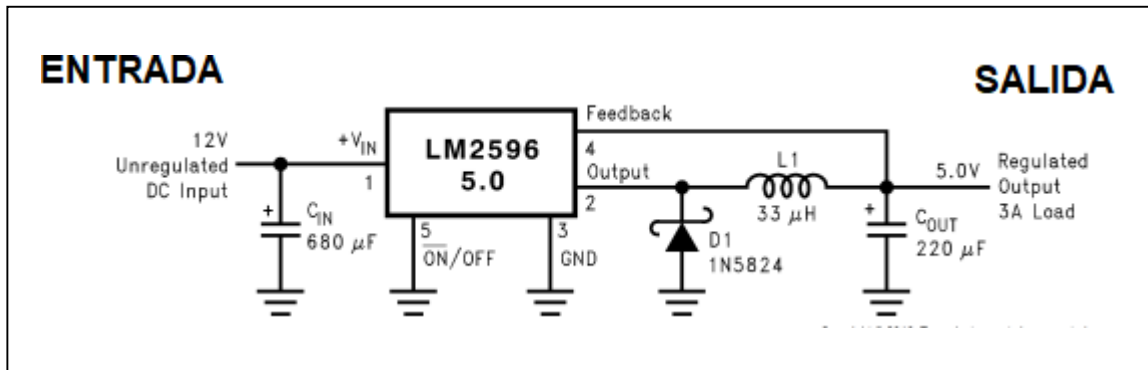 ENTRADA
SALIDA
12V
Unregulated
DC Input
+VIN
1
LM2596
5.0
Feedback
4
Output
2
5
ON/OFF
3
GND
CIN
680 μF
+
D1
1N5824
L1
33 μH
5.0V
Regulated
Output
3A Load
+
COUT
220 μF